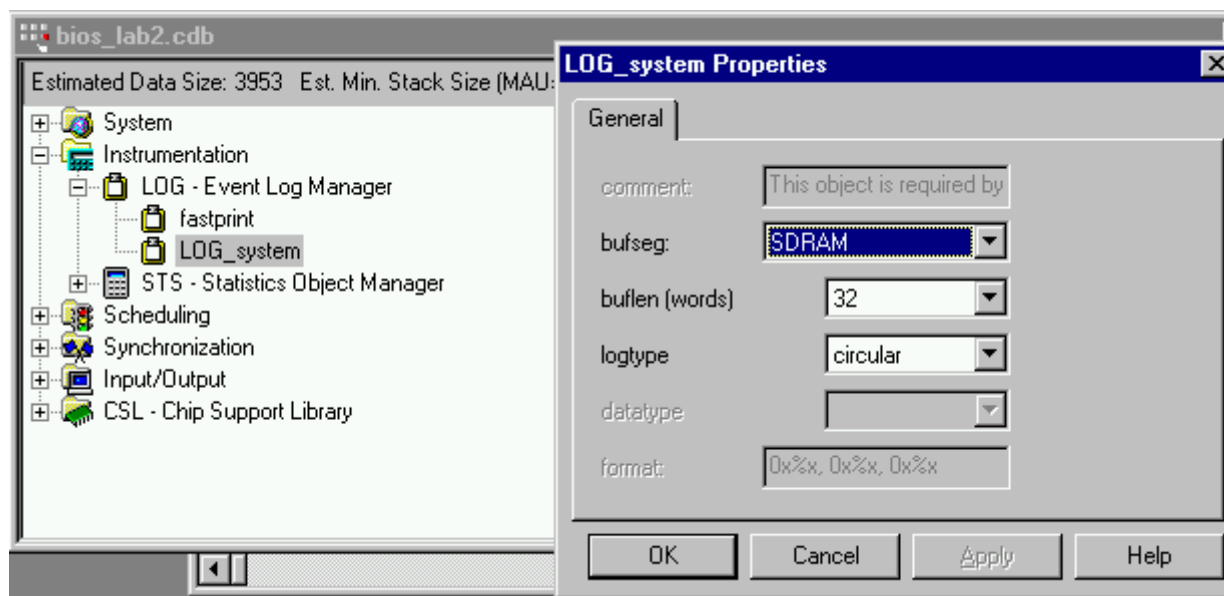 bios_lab2.cdb
Estimated Data Size: 3953 Est. Min. Stack Size (MAU:
System
Instrumentation
LOG - Event Log Manager
fastprint
LOG_system
STS - Statistics Object Manager
Scheduling
Synchronization
Input/Output
CSL - Chip Support Library
LOG_system Properties
General
comment: This object is required by
bufseg: SDRAM
buflen (words) 32
logtype circular
datatype
format: 0x%x, 0x%x, 0x%x
OK Cancel Apply Help